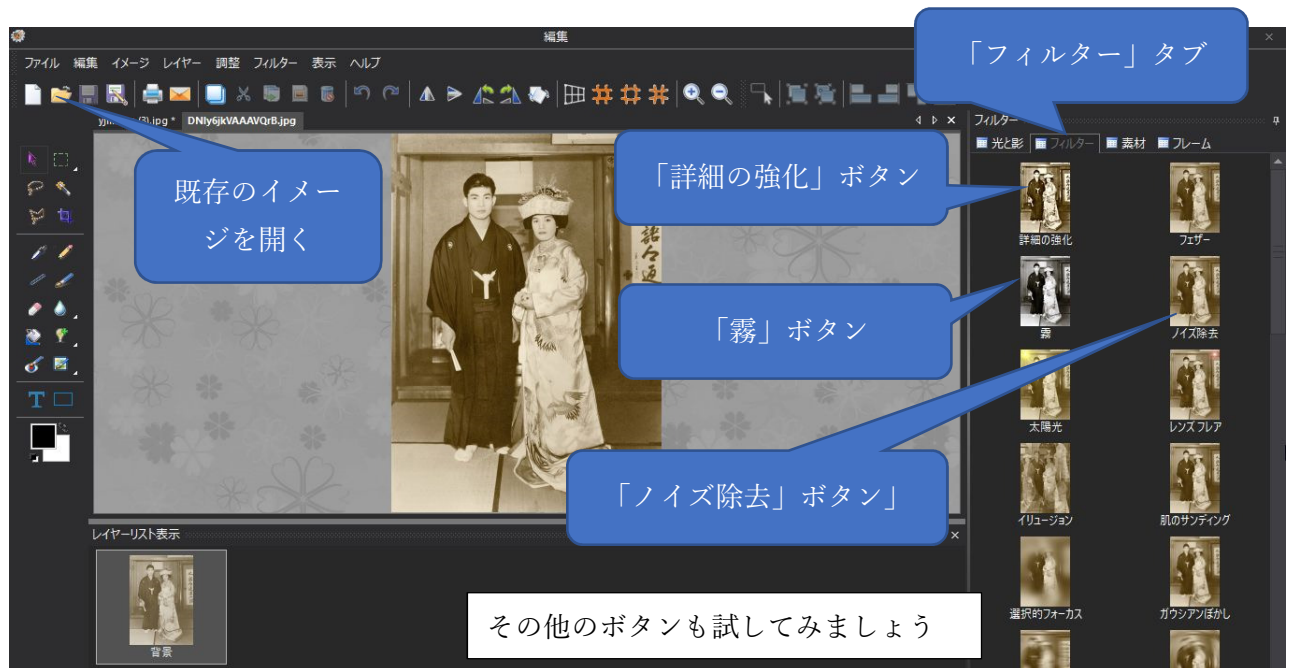 編集
「フィルター」タブ
ファイル 編集 イメージ レイヤー 調整 フィルター 表示 ヘルプ
DNIy6jkVAAAVQrB.jpg
フィルター
光と影 フィルター 素材 フレーム
既存のイメー
ジを開く
「詳細の強化」ボタン
詳細の強化
フェザー
「霧」ボタン
霧
ノイズ除去
太陽光
レンズ フレア
「ノイズ除去」ボタン」
イリュージョン
肌のサンディング
選択的フォーカス
ガウシアンぼかし
T
レイヤーリスト表示
背景
その他のボタンも試してみましょう